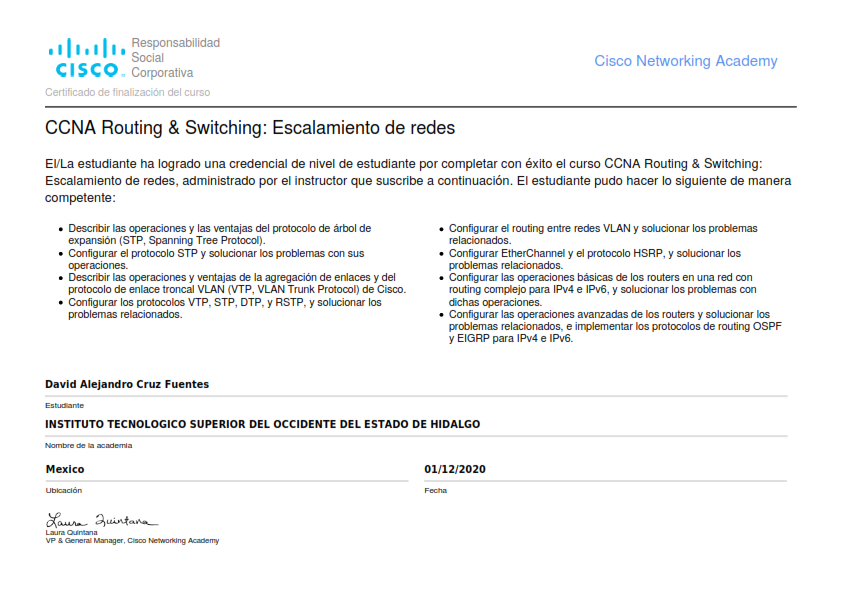 Responsabilidad
Social
Corporativa
CISCO
Cisco Networking Academy
Certificado de finalización del curso
CCNA Routing & Switching: Escalamiento de redes
El/La estudiante ha logrado una credencial de nivel de estudiante por completar con éxito el curso CCNA Routing & Switching:
Escalamiento de redes, administrado por el instructor que suscribe a continuación. El estudiante pudo hacer lo siguiente de manera
competente:
• Describir las operaciones y las ventajas del protocolo de árbol de
expansión (STP, Spanning Tree Protocol).
• Configurar el protocolo STP y solucionar los problemas con sus
operaciones.
• Describir las operaciones y ventajas de la agregación de enlaces y del
protocolo de enlace troncal VLAN (VTP, VLAN Trunk Protocol) de Cisco.
• Configurar los protocolos VTP, STP, DTP, y RSTP, y solucionar los
problemas relacionados.
• Configurar el routing entre redes VLAN y solucionar los problemas
relacionados.
• Configurar EtherChannel y el protocolo HSRP, y solucionar los
problemas relacionados.
• Configurar las operaciones básicas de los routers en una red con
routing complejo para IPv4 e IPv6, y solucionar los problemas con
dichas operaciones.
• Configurar las operaciones avanzadas de los routers y solucionar los
problemas relacionados, e implementar los protocolos de routing OSPF
y EIGRP para IPv4 e IPv6.
David Alejandro Cruz Fuentes
Estudiante
INSTITUTO TECNOLOGICO SUPERIOR DEL OCCIDENTE DEL ESTADO DE HIDALGO
Nombre de la academia
Mexico
Ubicación
01/12/2020
Fecha
Laura Quintana
Laura Quintana
VP & General Manager, Cisco Networking Academy